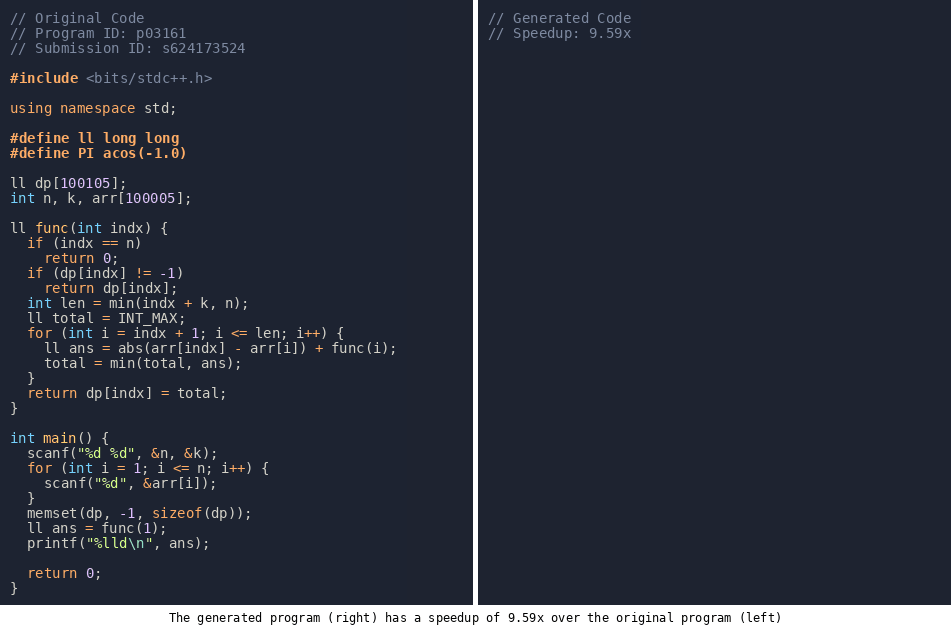 // Original Code
// Program ID: p03161
// Submission ID: s624173524

#include <bits/stdc++.h>

using namespace std;

#define ll long long
#define PI acos(-1.0)

ll dp[100105];
int n, k, arr[100005];

ll func(int indx) {
  if (indx == n)
    return 0;
  if (dp[indx] != -1)
    return dp[indx];
  int len = min(indx + k, n);
  ll total = INT_MAX;
  for (int i = indx + 1; i <= len; i++) {
    ll ans = abs(arr[indx] - arr[i]) + func(i);
    total = min(total, ans);
  }
  return dp[indx] = total;
}

int main() {
  scanf("%d %d", &n, &k);
  for (int i = 1; i <= n; i++) {
    scanf("%d", &arr[i]);
  }
  memset(dp, -1, sizeof(dp));
  ll ans = func(1);
  printf("%lld\n", ans);

  return 0;
}
// Generated Code
// Speedup: 9.59x
The generated program (right) has a speedup of 9.59x over the original program (left)